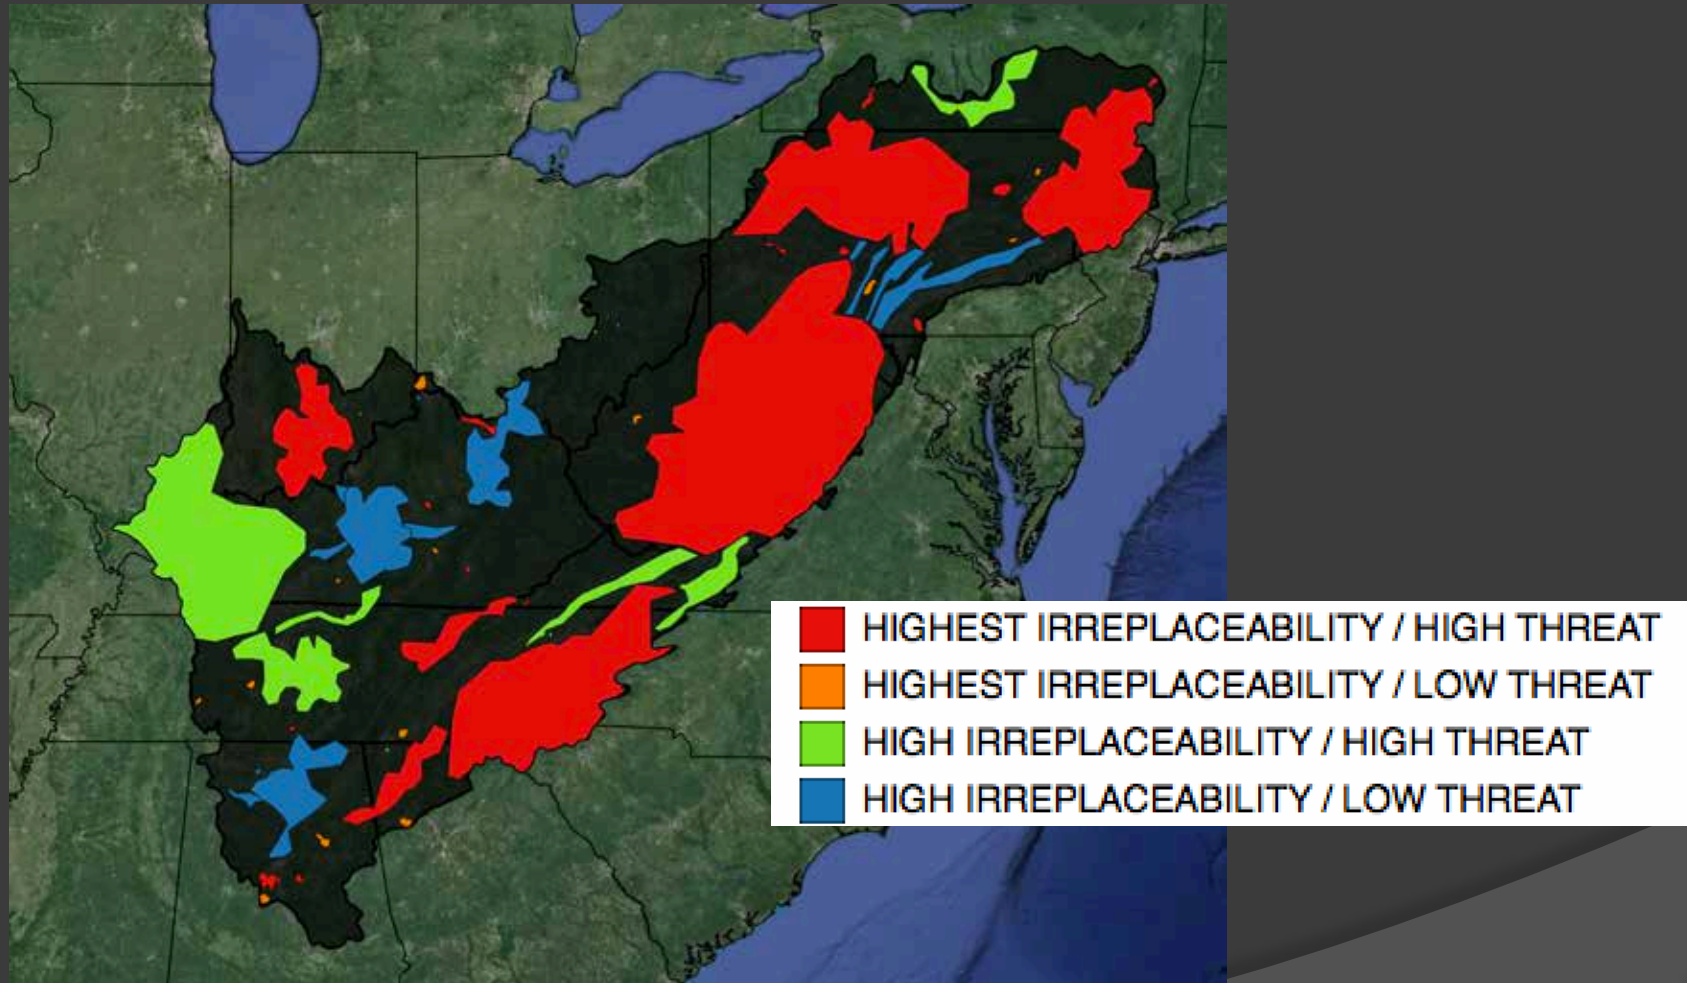 HIGHEST IRREPLACEABILITY / HIGH THREAT
HIGHEST IRREPLACEABILITY / LOW THREAT
HIGH IRREPLACEABILITY / HIGH THREAT
HIGH IRREPLACEABILITY / LOW THREAT